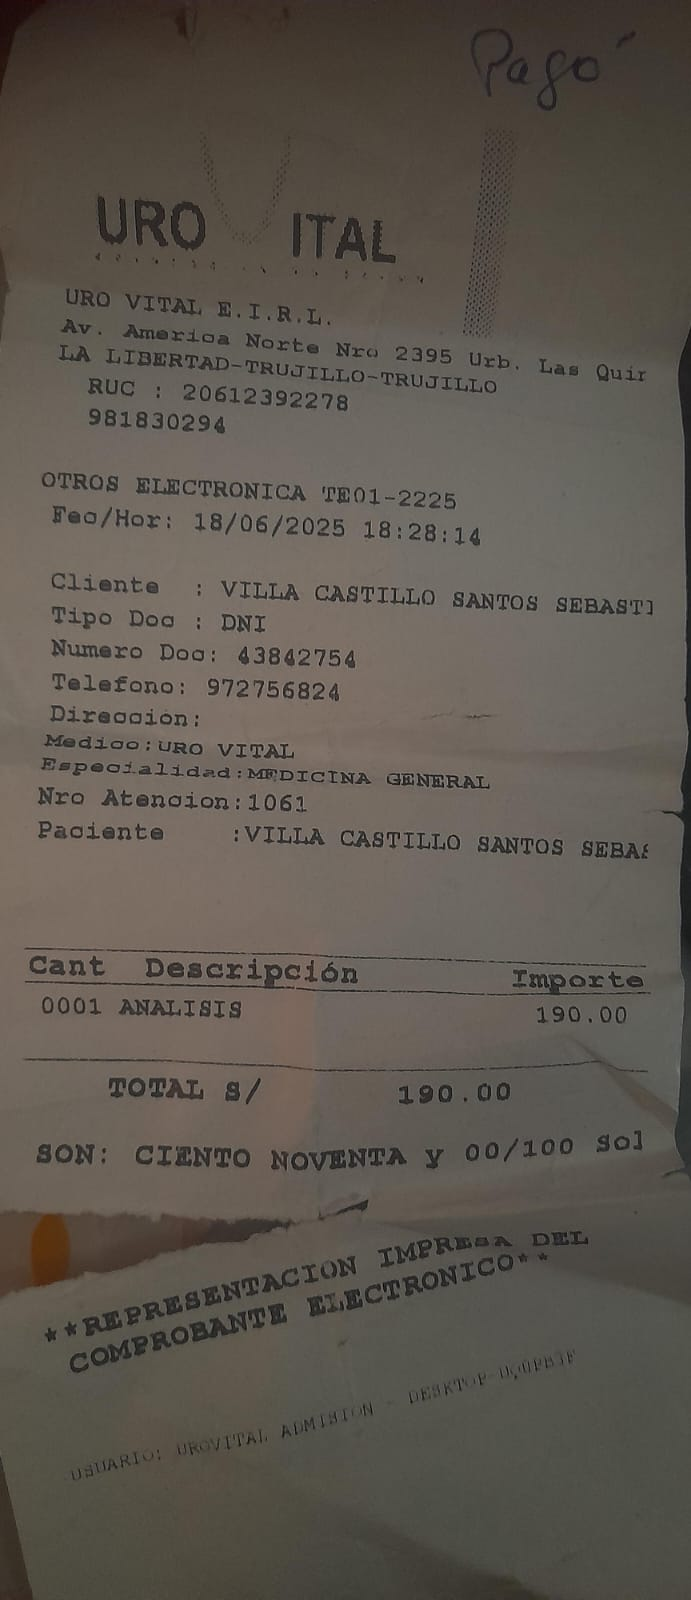 Pagó
URO VITAL
URO VITAL E.I.R.L.
Av. America Norte Nro 2395 Urb. Las Quir
LA LIBERTAD-TRUJILLO-TRUJILLO
RUC : 20612392278
981830294
OTROS ELECTRONICA TE01-2225
Fec/Hor: 18/06/2025 18:28:14
Cliente : VILLA CASTILLO SANTOS SEBASTI
Tipo Doc : DNI
Numero Doc: 43842754
Telefono: 972756824
Direccion:
Medico:URO VITAL
Especialidad:MEDICINA GENERAL
Nro Atencion:1061
Paciente :VILLA CASTILLO SANTOS SEBAS
Cant Descripción Importe
0001 ANALISIS 190.00
TOTAL S/ 190.00
SON: CIENTO NOVENTA y 00/100 Sol
**REPRESENTACION IMPRESA DEL
COMPROBANTE ELECTRONICO**
USUARIO: UROVITAL ADMISION - DESKTOP-